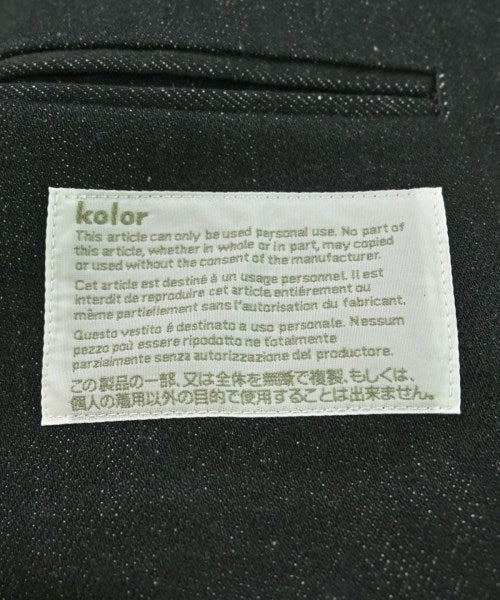 kolor
This article can only be used personal use. No part of
this article, whether in whole or in part, may copied
or used without the consent of the manufacturer.
Cet article est destiné à un usage personnel. Il est
interdit de reproduire cet article entiérement ou
même partiellement sans l'autorisation du fabricant.
Questo vestito é destinato a uso personale. Nessum
pezzo poú essere ripodotto ne totalmente
parzialmente senza autorizzazione del productore.
この製品の一部、又は全体を無断で複製、もしくは、
個人の着用以外の目的で使用することは出来ません。